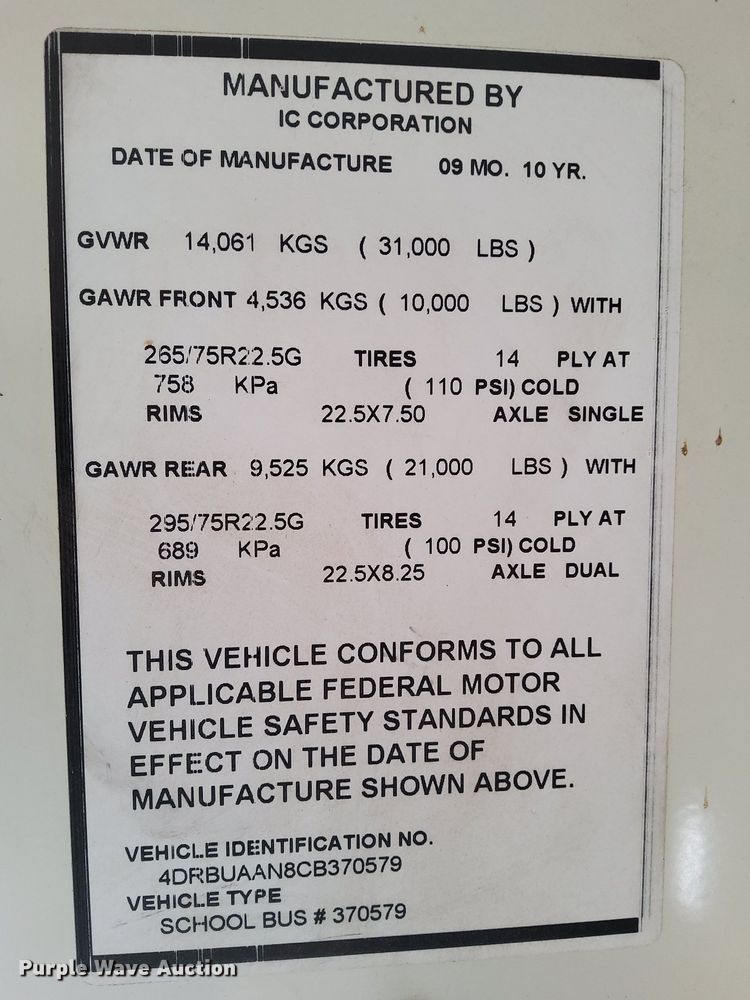 MANUFACTURED BY
IC CORPORATION
DATE OF MANUFACTURE 09 MO. 10 YR.
GVWR 14,061 KGS ( 31,000 LBS )
GAWR FRONT 4,536 KGS ( 10,000 LBS ) WITH
265/75R22.5G TIRES 14 PLY AT
758 KPa ( 110 PSI) COLD
RIMS 22.5X7.50 AXLE SINGLE
GAWR REAR 9,525 KGS ( 21,000 LBS ) WITH
295/75R22.5G TIRES 14 PLY AT
689 KPa ( 100 PSI) COLD
RIMS 22.5X8.25 AXLE DUAL
THIS VEHICLE CONFORMS TO ALL
APPLICABLE FEDERAL MOTOR
VEHICLE SAFETY STANDARDS IN
EFFECT ON THE DATE OF
MANUFACTURE SHOWN ABOVE.
VEHICLE IDENTIFICATION NO.
4DRBUAAN8CB370579
VEHICLE TYPE
SCHOOL BUS # 370579
Purple Wave Auction